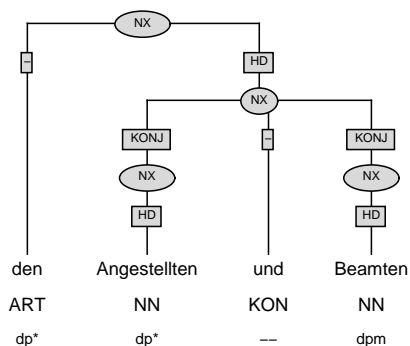 NX
– HD
NX
KONJ – KONJ
NX NX
HD HD
den Angestellten und Beamten
ART NN KON NN
dp* dp* −− dpm